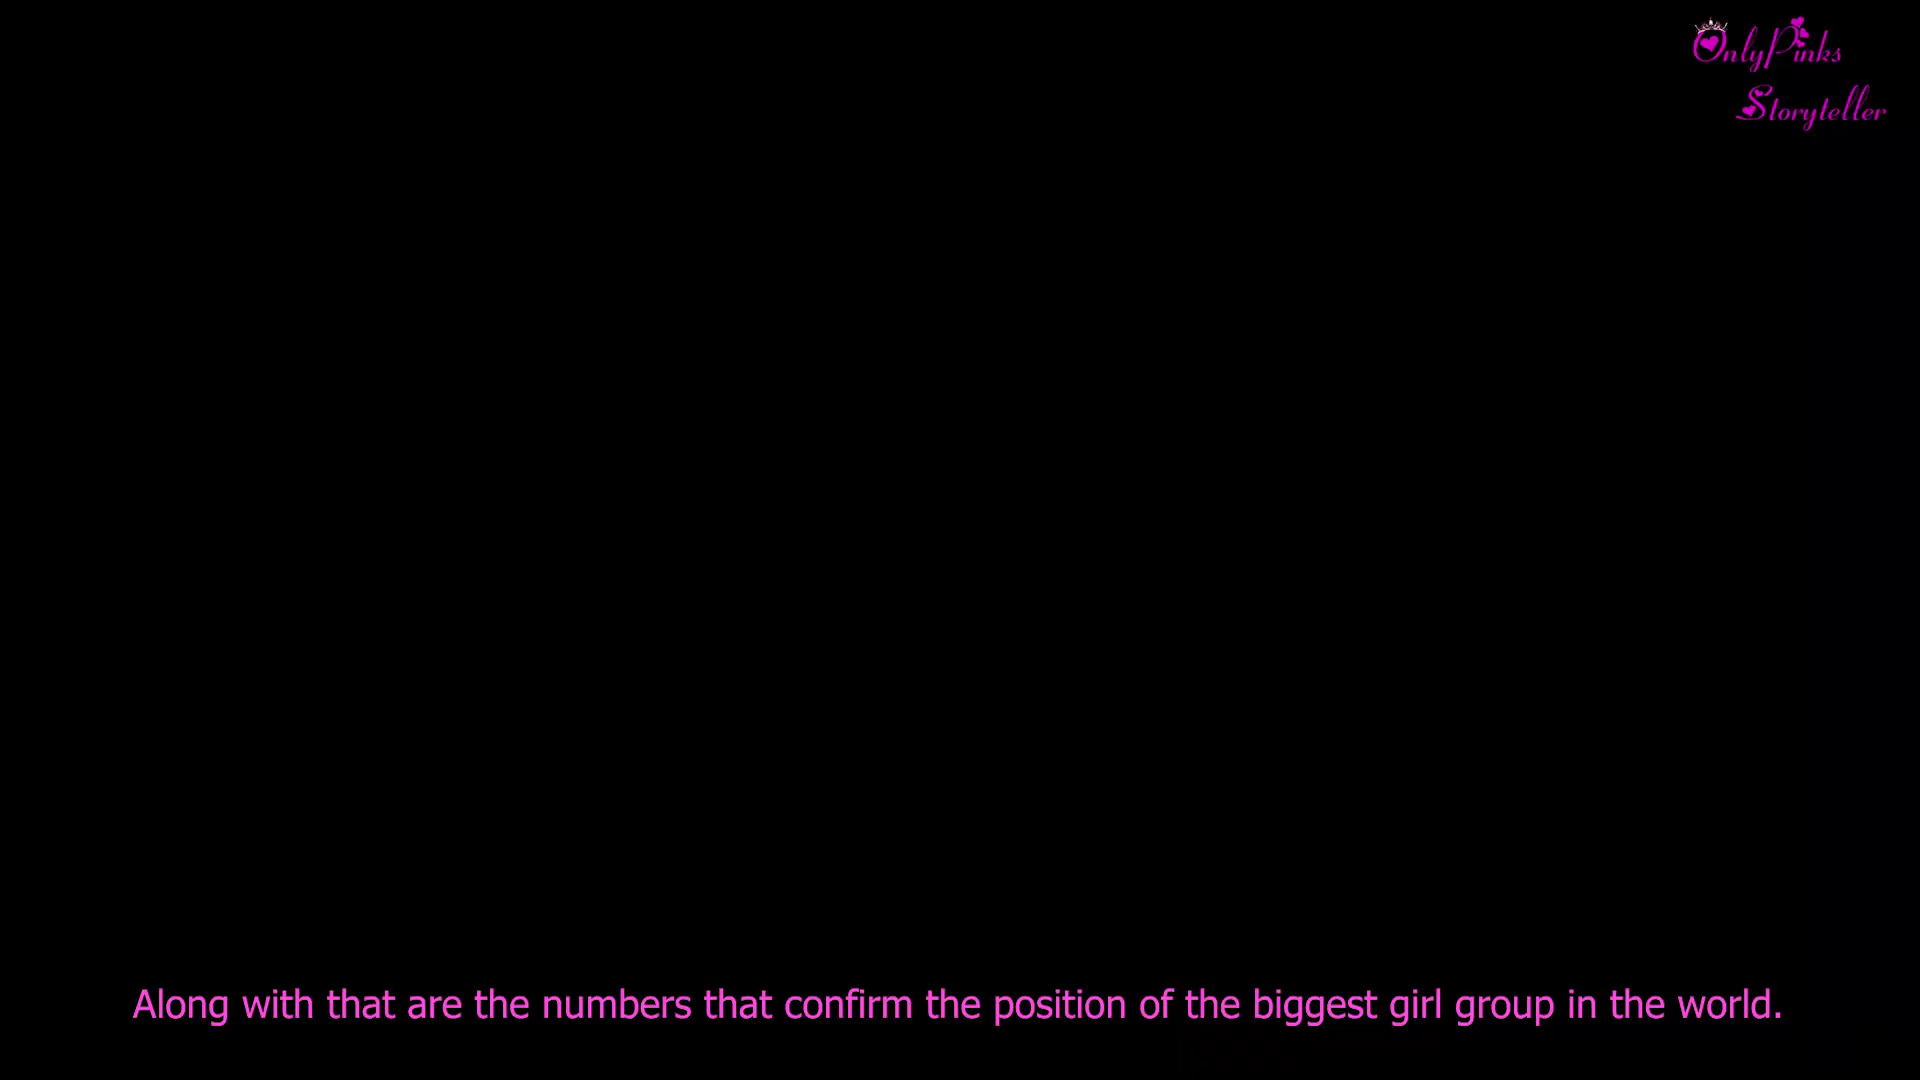 OnlyPinks
Storyteller
Along with that are the numbers that confirm the position of the biggest girl group in the world.